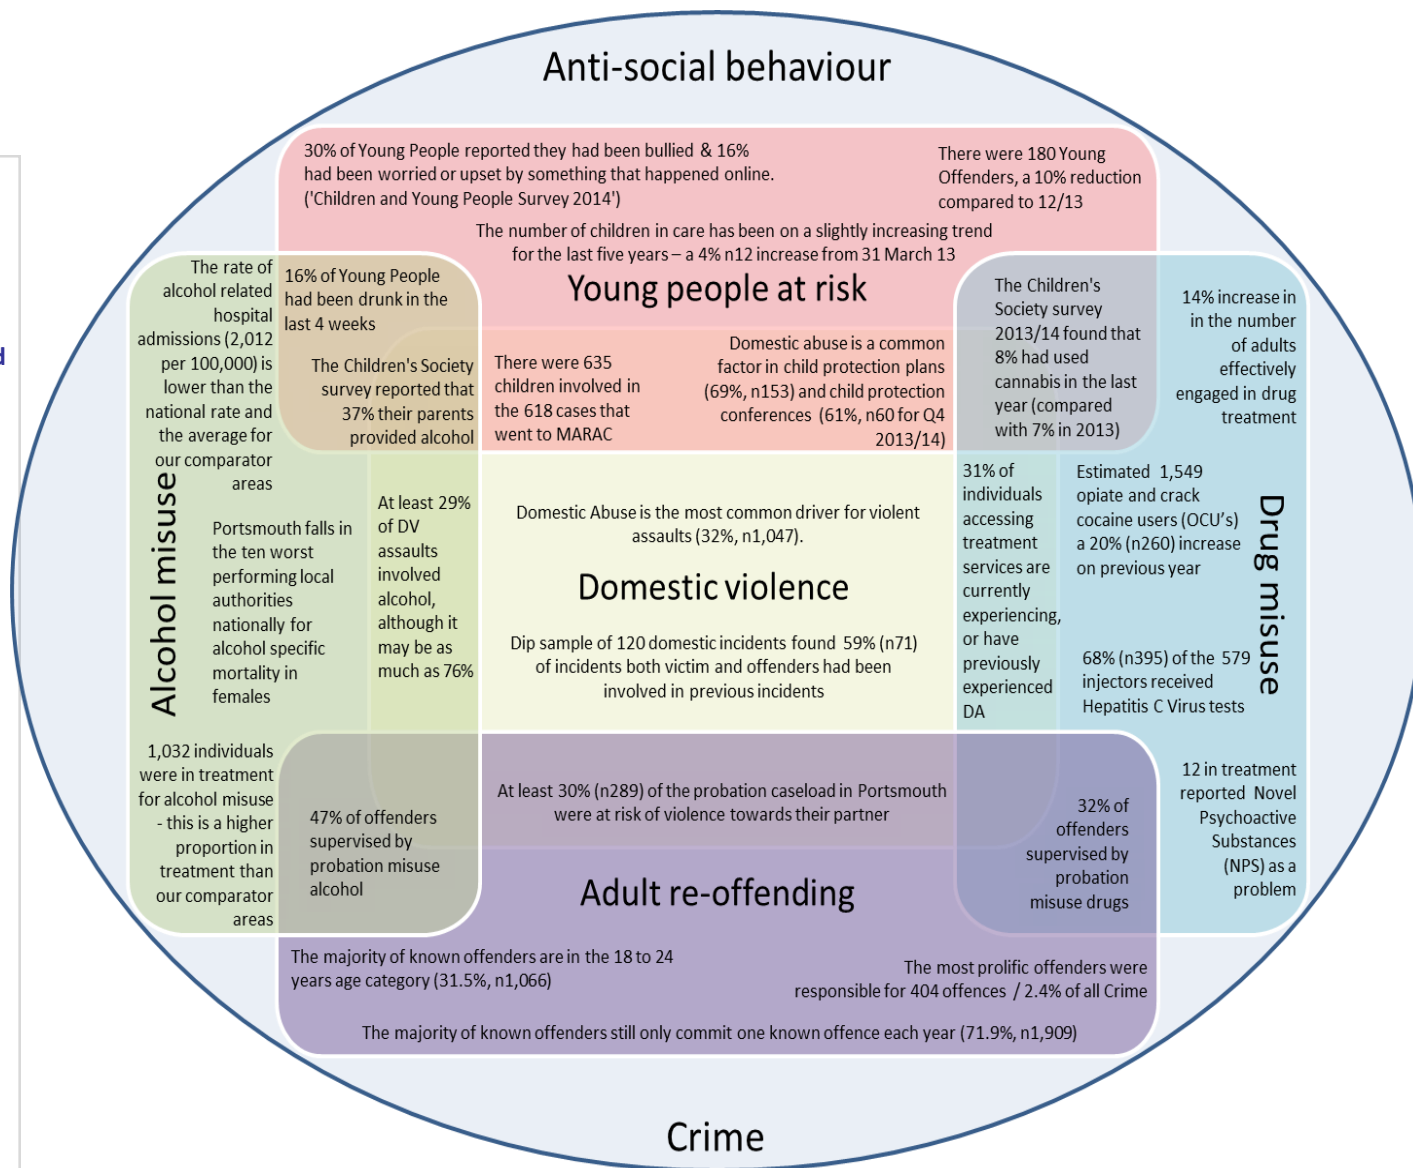 Anti-social behaviour
30% of Young People reported they had been bullied & 16%
had been worried or upset by something that happened online.
('Children and Young People Survey 2014')
There were 180 Young
Offenders, a 10% reduction
compared to 12/13
The number of children in care has been on a slightly increasing trend
for the last five years – a 4% n12 increase from 31 March 13
Young people at risk
The rate of
alcohol related
hospital
admissions (2,012
per 100,000) is
lower than the
national rate and
the average for
our comparator
areas
16% of Young People
had been drunk in the
last 4 weeks
The Children's Society
survey reported that
37% their parents
provided alcohol
There were 635
children involved in
the 618 cases that
went to MARAC
Domestic abuse is a common
factor in child protection plans
(69%, n153) and child protection
conferences (61%, n60 for Q4
2013/14)
The Children's
Society survey
2013/14 found that
8% had used
cannabis in the last
year (compared
with 7% in 2013)
14% increase in
in the number
of adults
effectively
engaged in drug
treatment
d
Alcohol misuse
Portsmouth falls in
the ten worst
performing local
authorities
nationally for
alcohol specific
mortality in
females
At least 29%
of DV
assaults
involved
alcohol,
although it
may be as
much as 76%
Domestic Abuse is the most common driver for violent
assaults (32%, n1,047).
Domestic violence
Dip sample of 120 domestic incidents found 59% (n71)
of incidents both victim and offenders had been
involved in previous incidents
31% of
individuals
accessing
treatment
services are
currently
experiencing,
or have
previously
experienced
DA
Estimated 1,549
opiate and crack
cocaine users (OCU's)
a 20% (n260) increase
on previous year
Drug misuse
68% (n395) of the 579
injectors received
Hepatitis C Virus tests
1,032 individuals
were in treatment
for alcohol misuse
- this is a higher
proportion in
treatment than
our comparator
areas
47% of offenders
supervised by
probation misuse
alcohol
At least 30% (n289) of the probation caseload in Portsmouth
were at risk of violence towards their partner
32% of
offenders
supervised by
probation
misuse drugs
12 in treatment
reported Novel
Psychoactive
Substances
(NPS) as a
problem
Adult re-offending
The majority of known offenders are in the 18 to 24
years age category (31.5%, n1,066)
The most prolific offenders were
responsible for 404 offences / 2.4% of all Crime
The majority of known offenders still only commit one known offence each year (71.9%, n1,909)
Crime